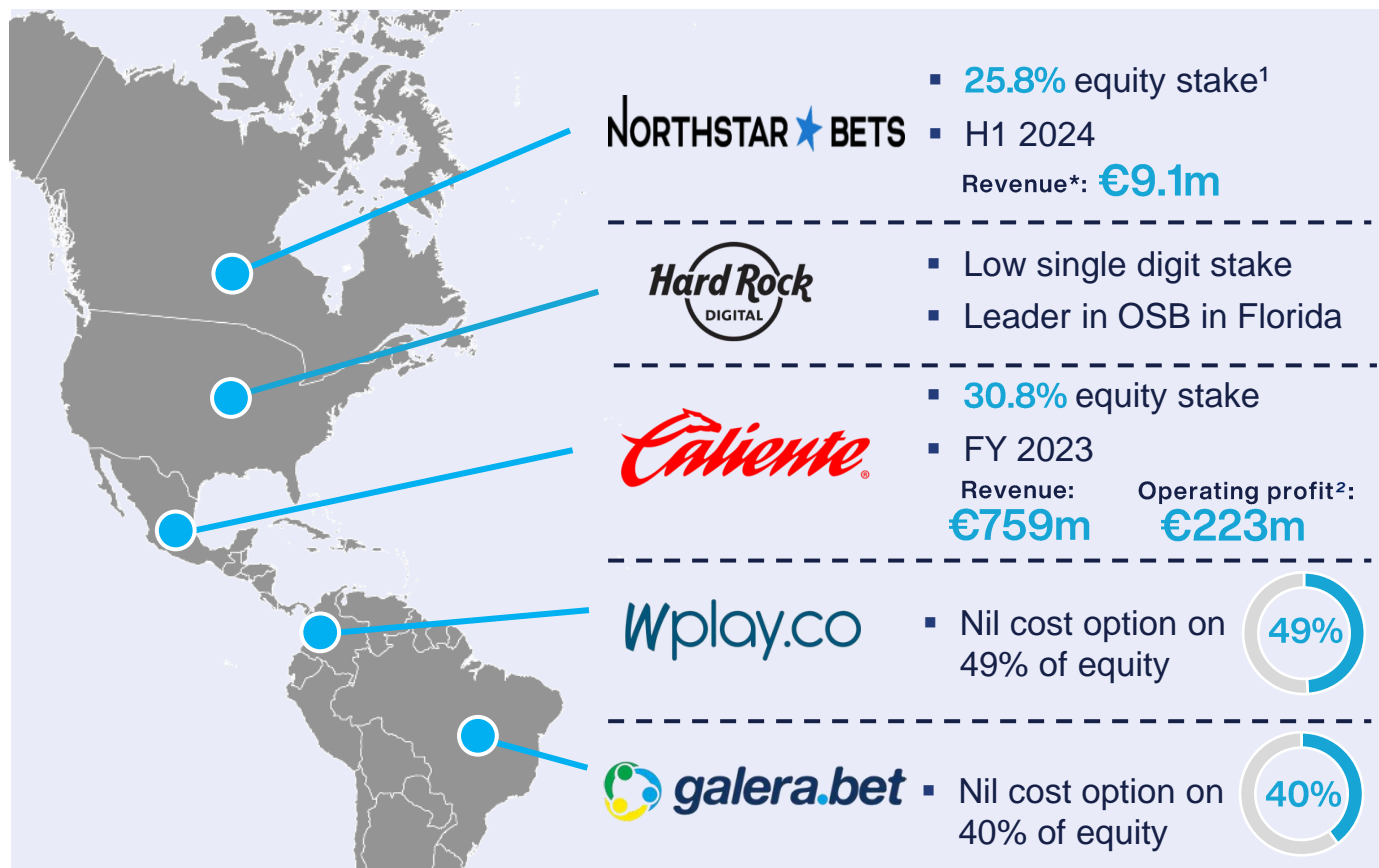 NORTHSTAR BETS
▪ 25.8% equity stake¹
▪ H1 2024
Revenue*: €9.1m
Hard Rock
DIGITAL
▪ Low single digit stake
▪ Leader in OSB in Florida
Caliente®
▪ 30.8% equity stake
▪ FY 2023
Revenue: Operating profit²:
€759m €223m
Wplay.co
▪ Nil cost option on
49% of equity
49%
galera.bet
▪ Nil cost option on
40% of equity
40%